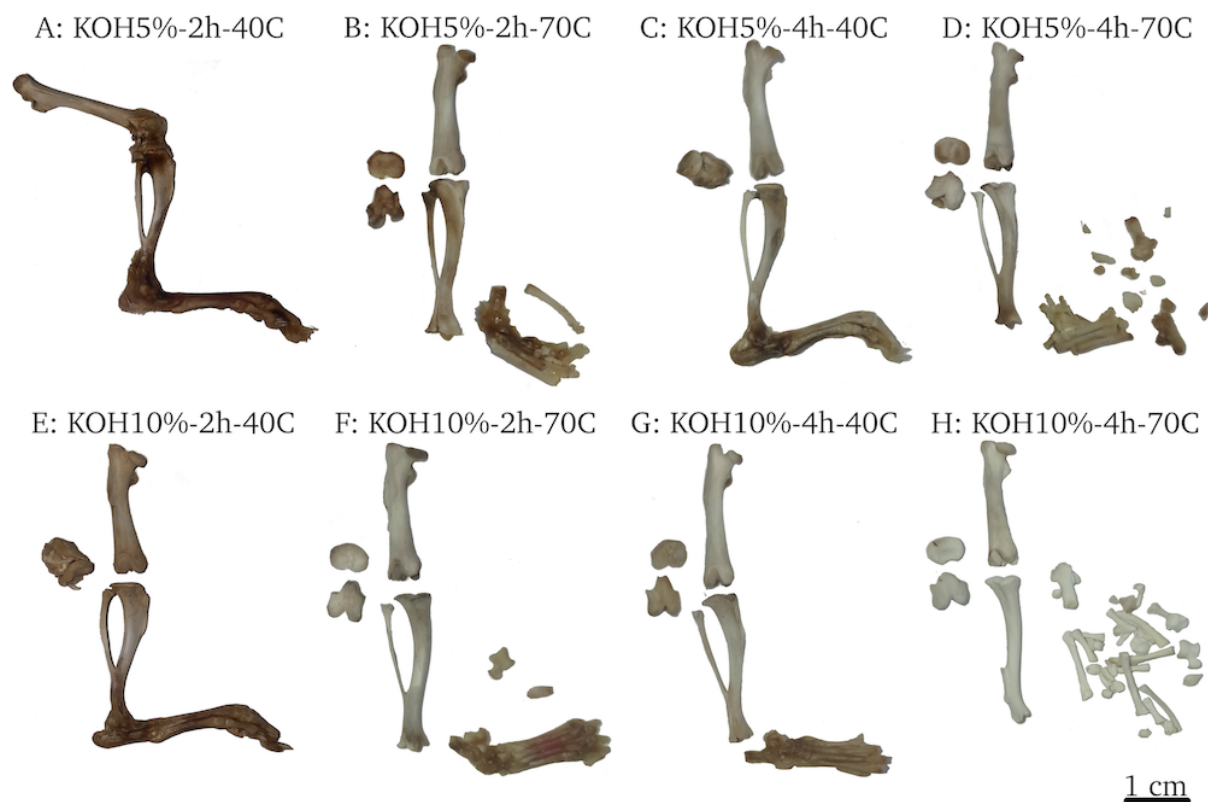 A: KOH5%-2h-40C
B: KOH5%-2h-70C
C: KOH5%-4h-40C
D: KOH5%-4h-70C
E: KOH10%-2h-40C
F: KOH10%-2h-70C
G: KOH10%-4h-40C
H: KOH10%-4h-70C
1 cm